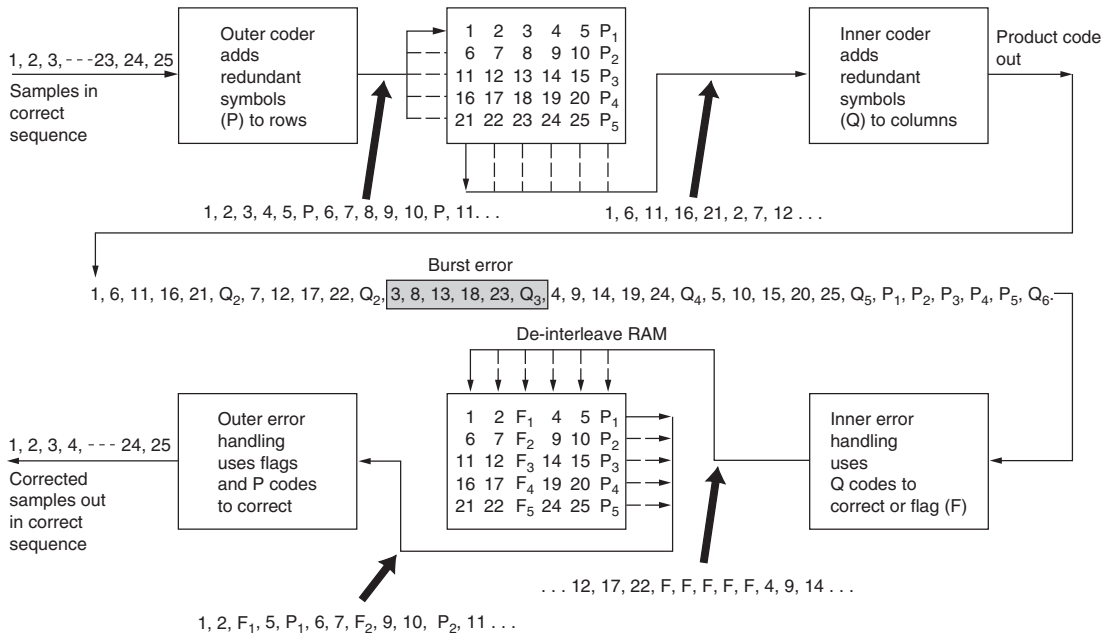 1, 2, 3, - - - 23, 24, 25
Samples in
correct
sequence
Outer coder
adds
redundant
symbols
(P) to rows
1 2 3 4 5 P₁
6 7 8 9 10 P₂
11 12 13 14 15 P₃
16 17 18 19 20 P₄
21 22 23 24 25 P₅
Inner coder
adds
redundant
symbols
(Q) to columns
Product code
out
1, 2, 3, 4, 5, P, 6, 7, 8, 9, 10, P, 11. . .
1, 6, 11, 16, 21, 2, 7, 12 . . .
Burst error
1, 6, 11, 16, 21, Q₂, 7, 12, 17, 22, Q₂, 3, 8, 13, 18, 23, Q₃, 4, 9, 14, 19, 24, Q₄, 5, 10, 15, 20, 25, Q₅, P₁, P₂, P₃, P₄, P₅, Q₆.
De-interleave RAM
1, 2, 3, 4, - - - 24, 25
Corrected
samples out
in correct
sequence
Outer error
handling
uses flags
and P codes
to correct
1 2 F₁ 4 5 P₁
6 7 F₂ 9 10 P₂
11 12 F₃ 14 15 P₃
16 17 F₄ 19 20 P₄
21 22 F₅ 24 25 P₅
Inner error
handling
uses
Q codes to
correct or flag (F)
. . . 12, 17, 22, F, F, F, F, F, 4, 9, 14 . . .
1, 2, F₁, 5, P₁, 6, 7, F₂, 9, 10, P₂, 11 . . .